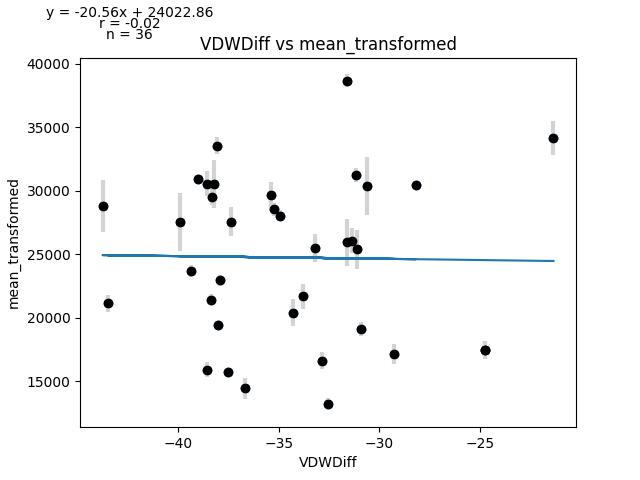 y = -20.56x + 24022.86
r = -0.02
n = 36
VDWDiff vs mean_transformed
40000
35000
30000
25000
20000
15000
mean_transformed
−40
−35
−30
−25
VDWDiff